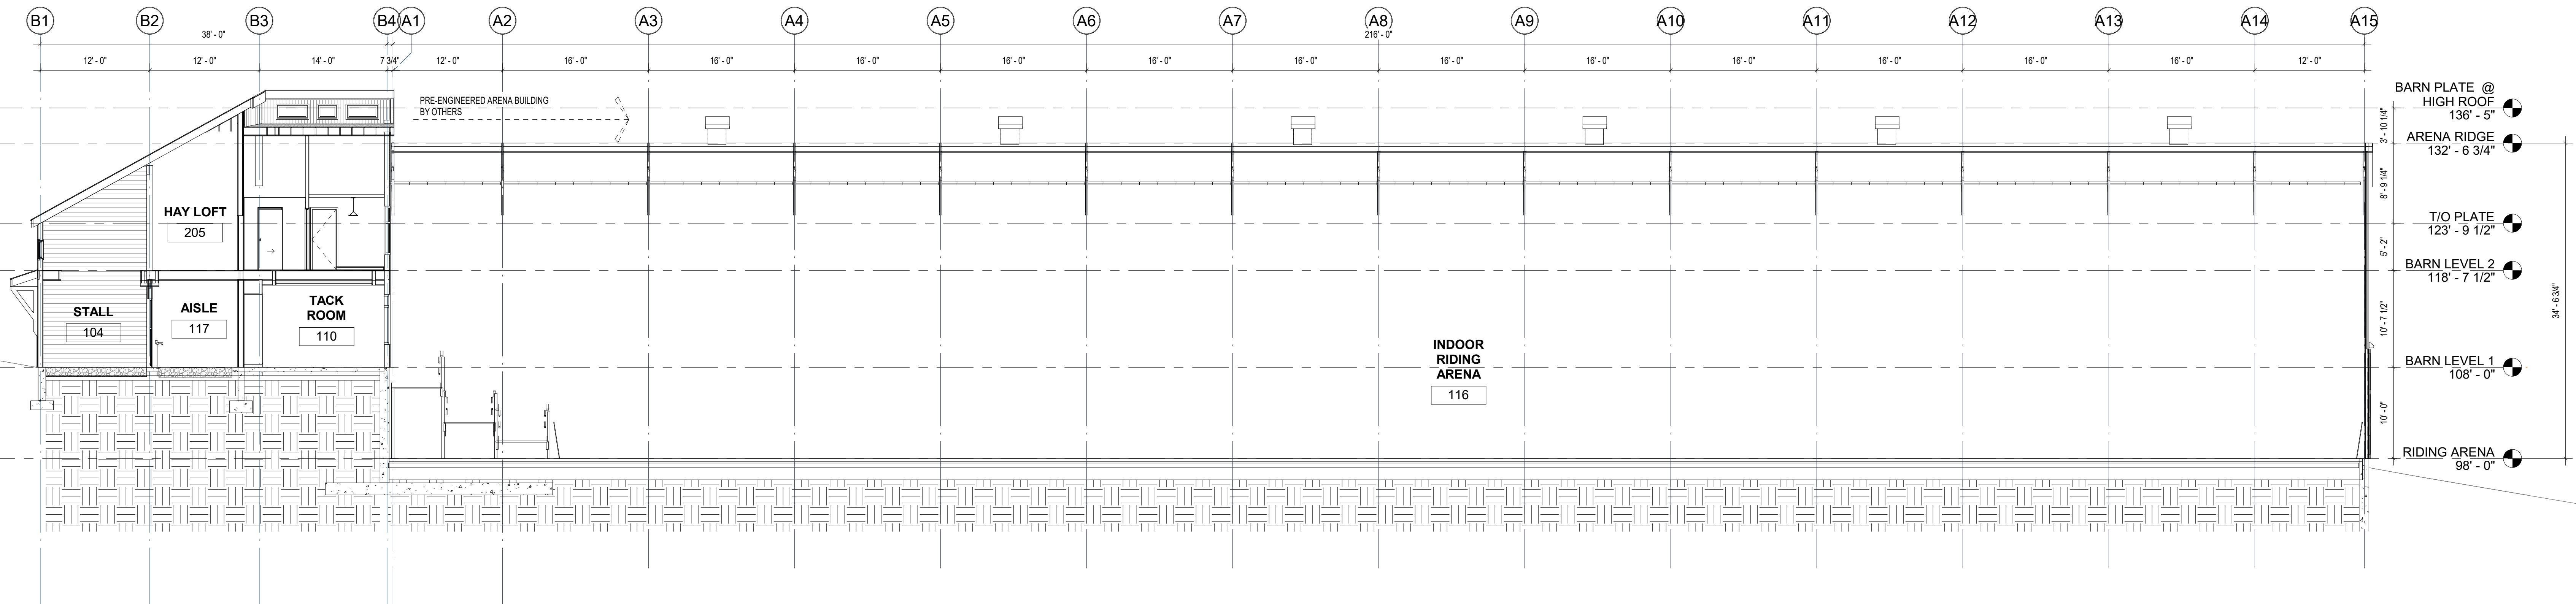 B1 B2 B3 B4 A1 A2 A3 A4 A5 A6 A7 A8 A9 A10 A11 A12 A13 A14 A15
38' - 0" 216' - 0"
12' - 0" 12' - 0" 14' - 0" 7 3/4" 12' - 0" 16' - 0" 16' - 0" 16' - 0" 16' - 0" 16' - 0" 16' - 0" 16' - 0" 16' - 0" 16' - 0" 16' - 0" 16' - 0" 16' - 0" 12' - 0"
PRE-ENGINEERED ARENA BUILDING
BY OTHERS
BARN PLATE @
HIGH ROOF
136' - 5"
3' - 10 1/4"
ARENA RIDGE
132' - 6 3/4"
8' - 9 1/4"
T/O PLATE
123' - 9 1/2"
5' - 2"
BARN LEVEL 2
118' - 7 1/2"
10' - 7 1/2"
34' - 6 3/4"
BARN LEVEL 1
108' - 0"
10' - 0"
RIDING ARENA
98' - 0"
HAY LOFT
205
STALL
104
AISLE
117
TACK
ROOM
110
INDOOR
RIDING
ARENA
116